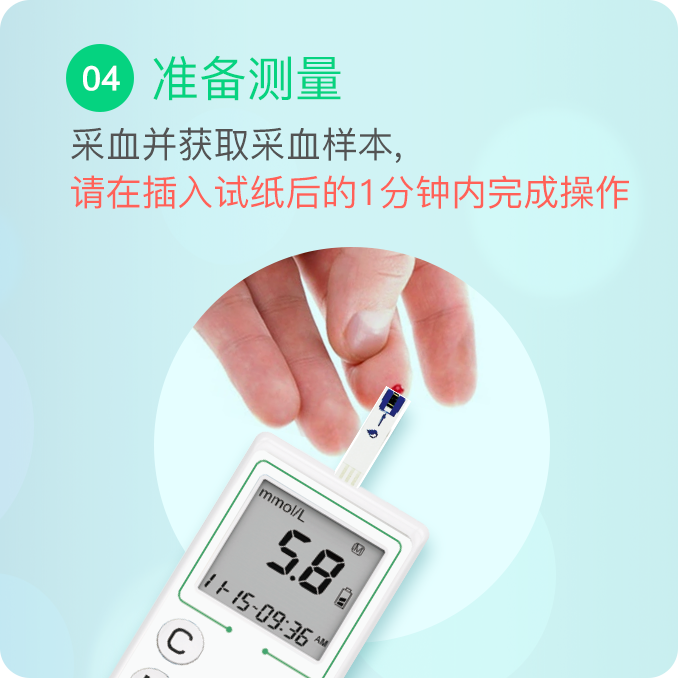 04 准备测量
采血并获取采血样本,
请在插入试纸后的1分钟内完成操作
mmol/L
5.8
M
11-15-09:36 AM
C